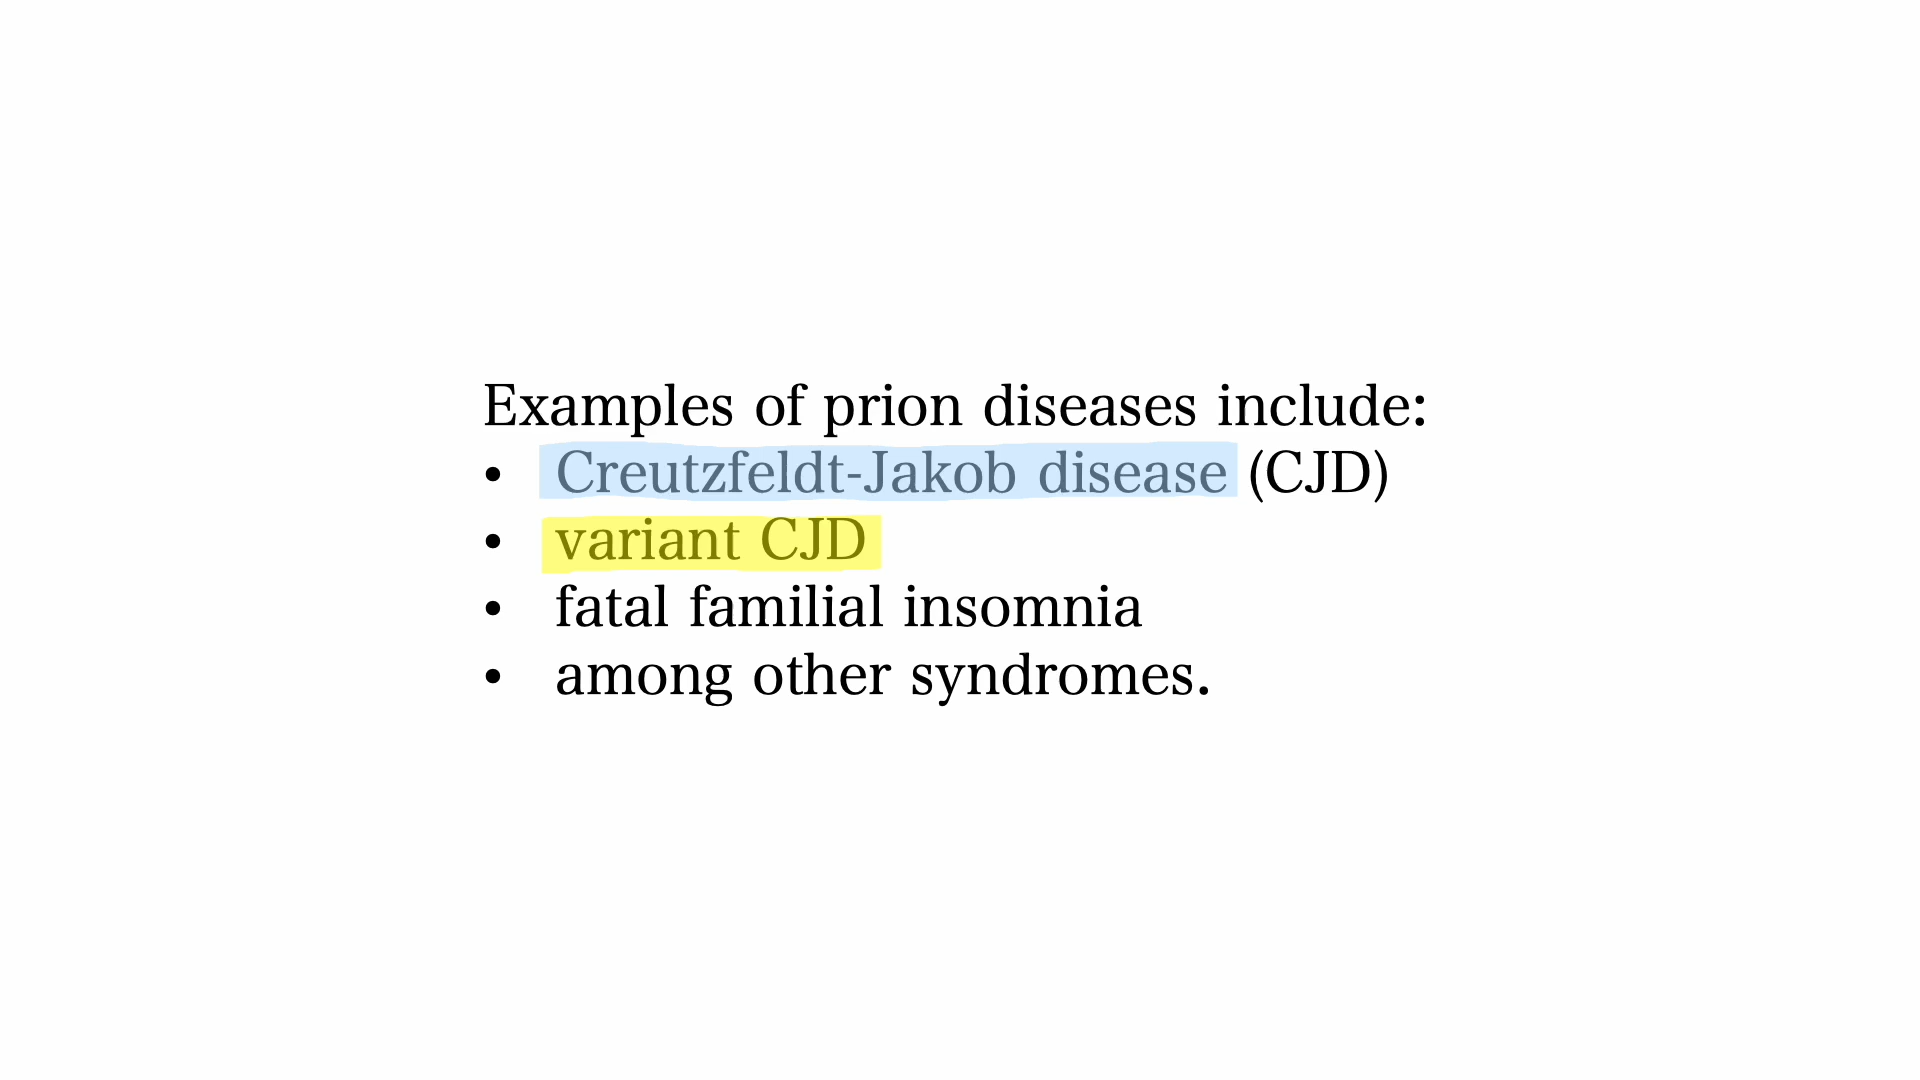 Examples of prion diseases include:
• Creutzfeldt-Jakob disease (CJD)
• variant CJD
• fatal familial insomnia
• among other syndromes.